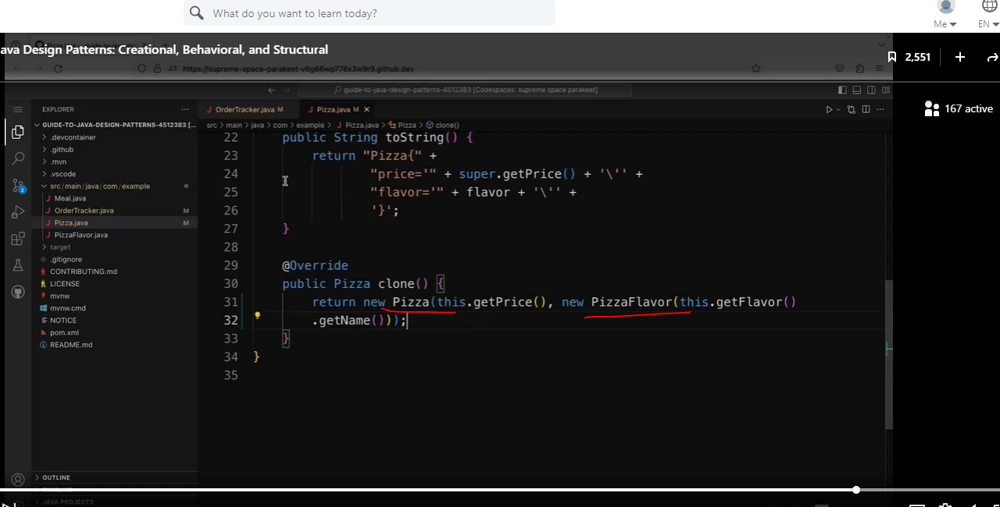 What do you want to learn today?
Me
EN
ava Design Patterns: Creational, Behavioral, and Structural
2,551
https://supreme-space-parakeet-v6g66wp776x3w9r9.github.dev
guide-to-java-design-patterns-4512383 [Codespaces: supreme space parakeet]
167 active
EXPLORER
OrderTracker.java M
Pizza.java M
GUIDE-TO-JAVA-DESIGN-PATTERNS-4512383 [...
src > main > java > com > example > Pizza.java > Pizza > clone()
.devcontainer
.github
.mvn
.vscode
src/main/java/com/example
Meal.java
OrderTracker.java M
Pizza.java M
PizzaFlavor.java
target
.gitignore
CONTRIBUTING.md
LICENSE
mvnw
mvnw.cmd
NOTICE
pom.xml
README.md
2
22 public String toString() {
23 return "Pizza{" +
24 "price='" + super.getPrice() + '\'' +
25 "flavor='" + flavor + '\'' +
26 '}';
27 }
28
29 @Override
30 public Pizza clone() {
31 return new Pizza(this.getPrice(), new PizzaFlavor(this.getFlavor()
32 .getName()));
33 }
34 }
35
OUTLINE
TIMELINE
JAVA PROJECTS